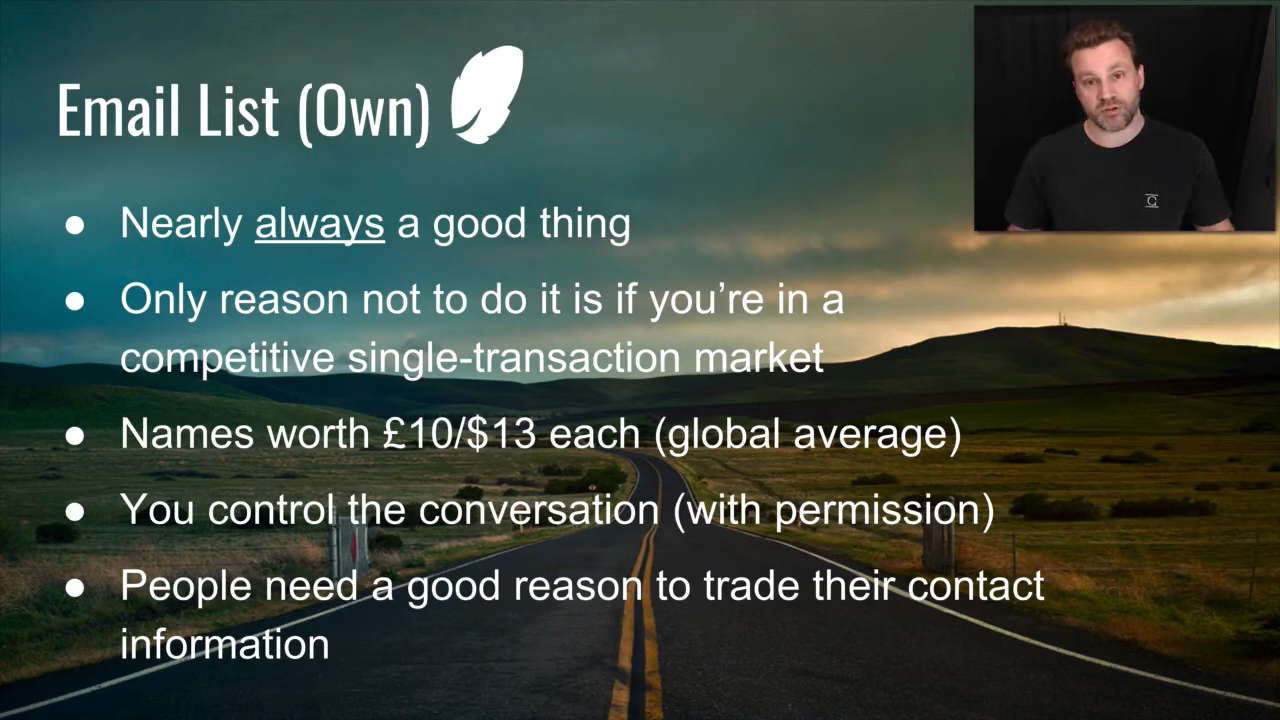 Email List (Own)
● Nearly always a good thing
● Only reason not to do it is if you’re in a
competitive single-transaction market
● Names worth £10/$13 each (global average)
● You control the conversation (with permission)
● People need a good reason to trade their contact
information
G